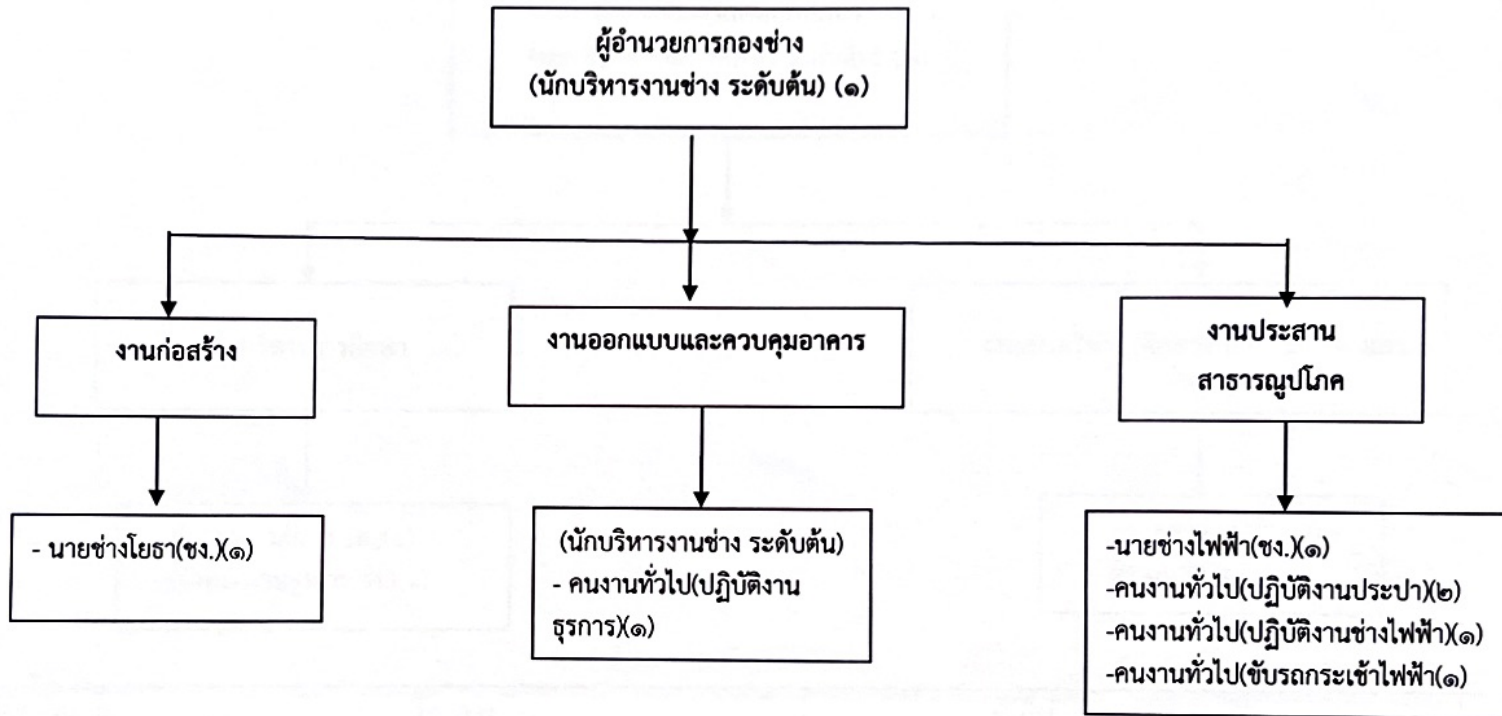 ผู้อำนวยการกองช่าง
(นักบริหารงานช่าง ระดับต้น) (๑)
งานก่อสร้าง
งานออกแบบและควบคุมอาคาร
งานประสาน
สาธารณูปโภค
- นายช่างโยธา(ชง.)(๑)
(นักบริหารงานช่าง ระดับต้น)
- คนงานทั่วไป(ปฏิบัติงาน
ธุรการ)(๑)
-นายช่างไฟฟ้า(ชง.)(๑)
-คนงานทั่วไป(ปฏิบัติงานประปา)(๒)
-คนงานทั่วไป(ปฏิบัติงานช่างไฟฟ้า)(๑)
-คนงานทั่วไป(ขับรถกระเช้าไฟฟ้า(๑)